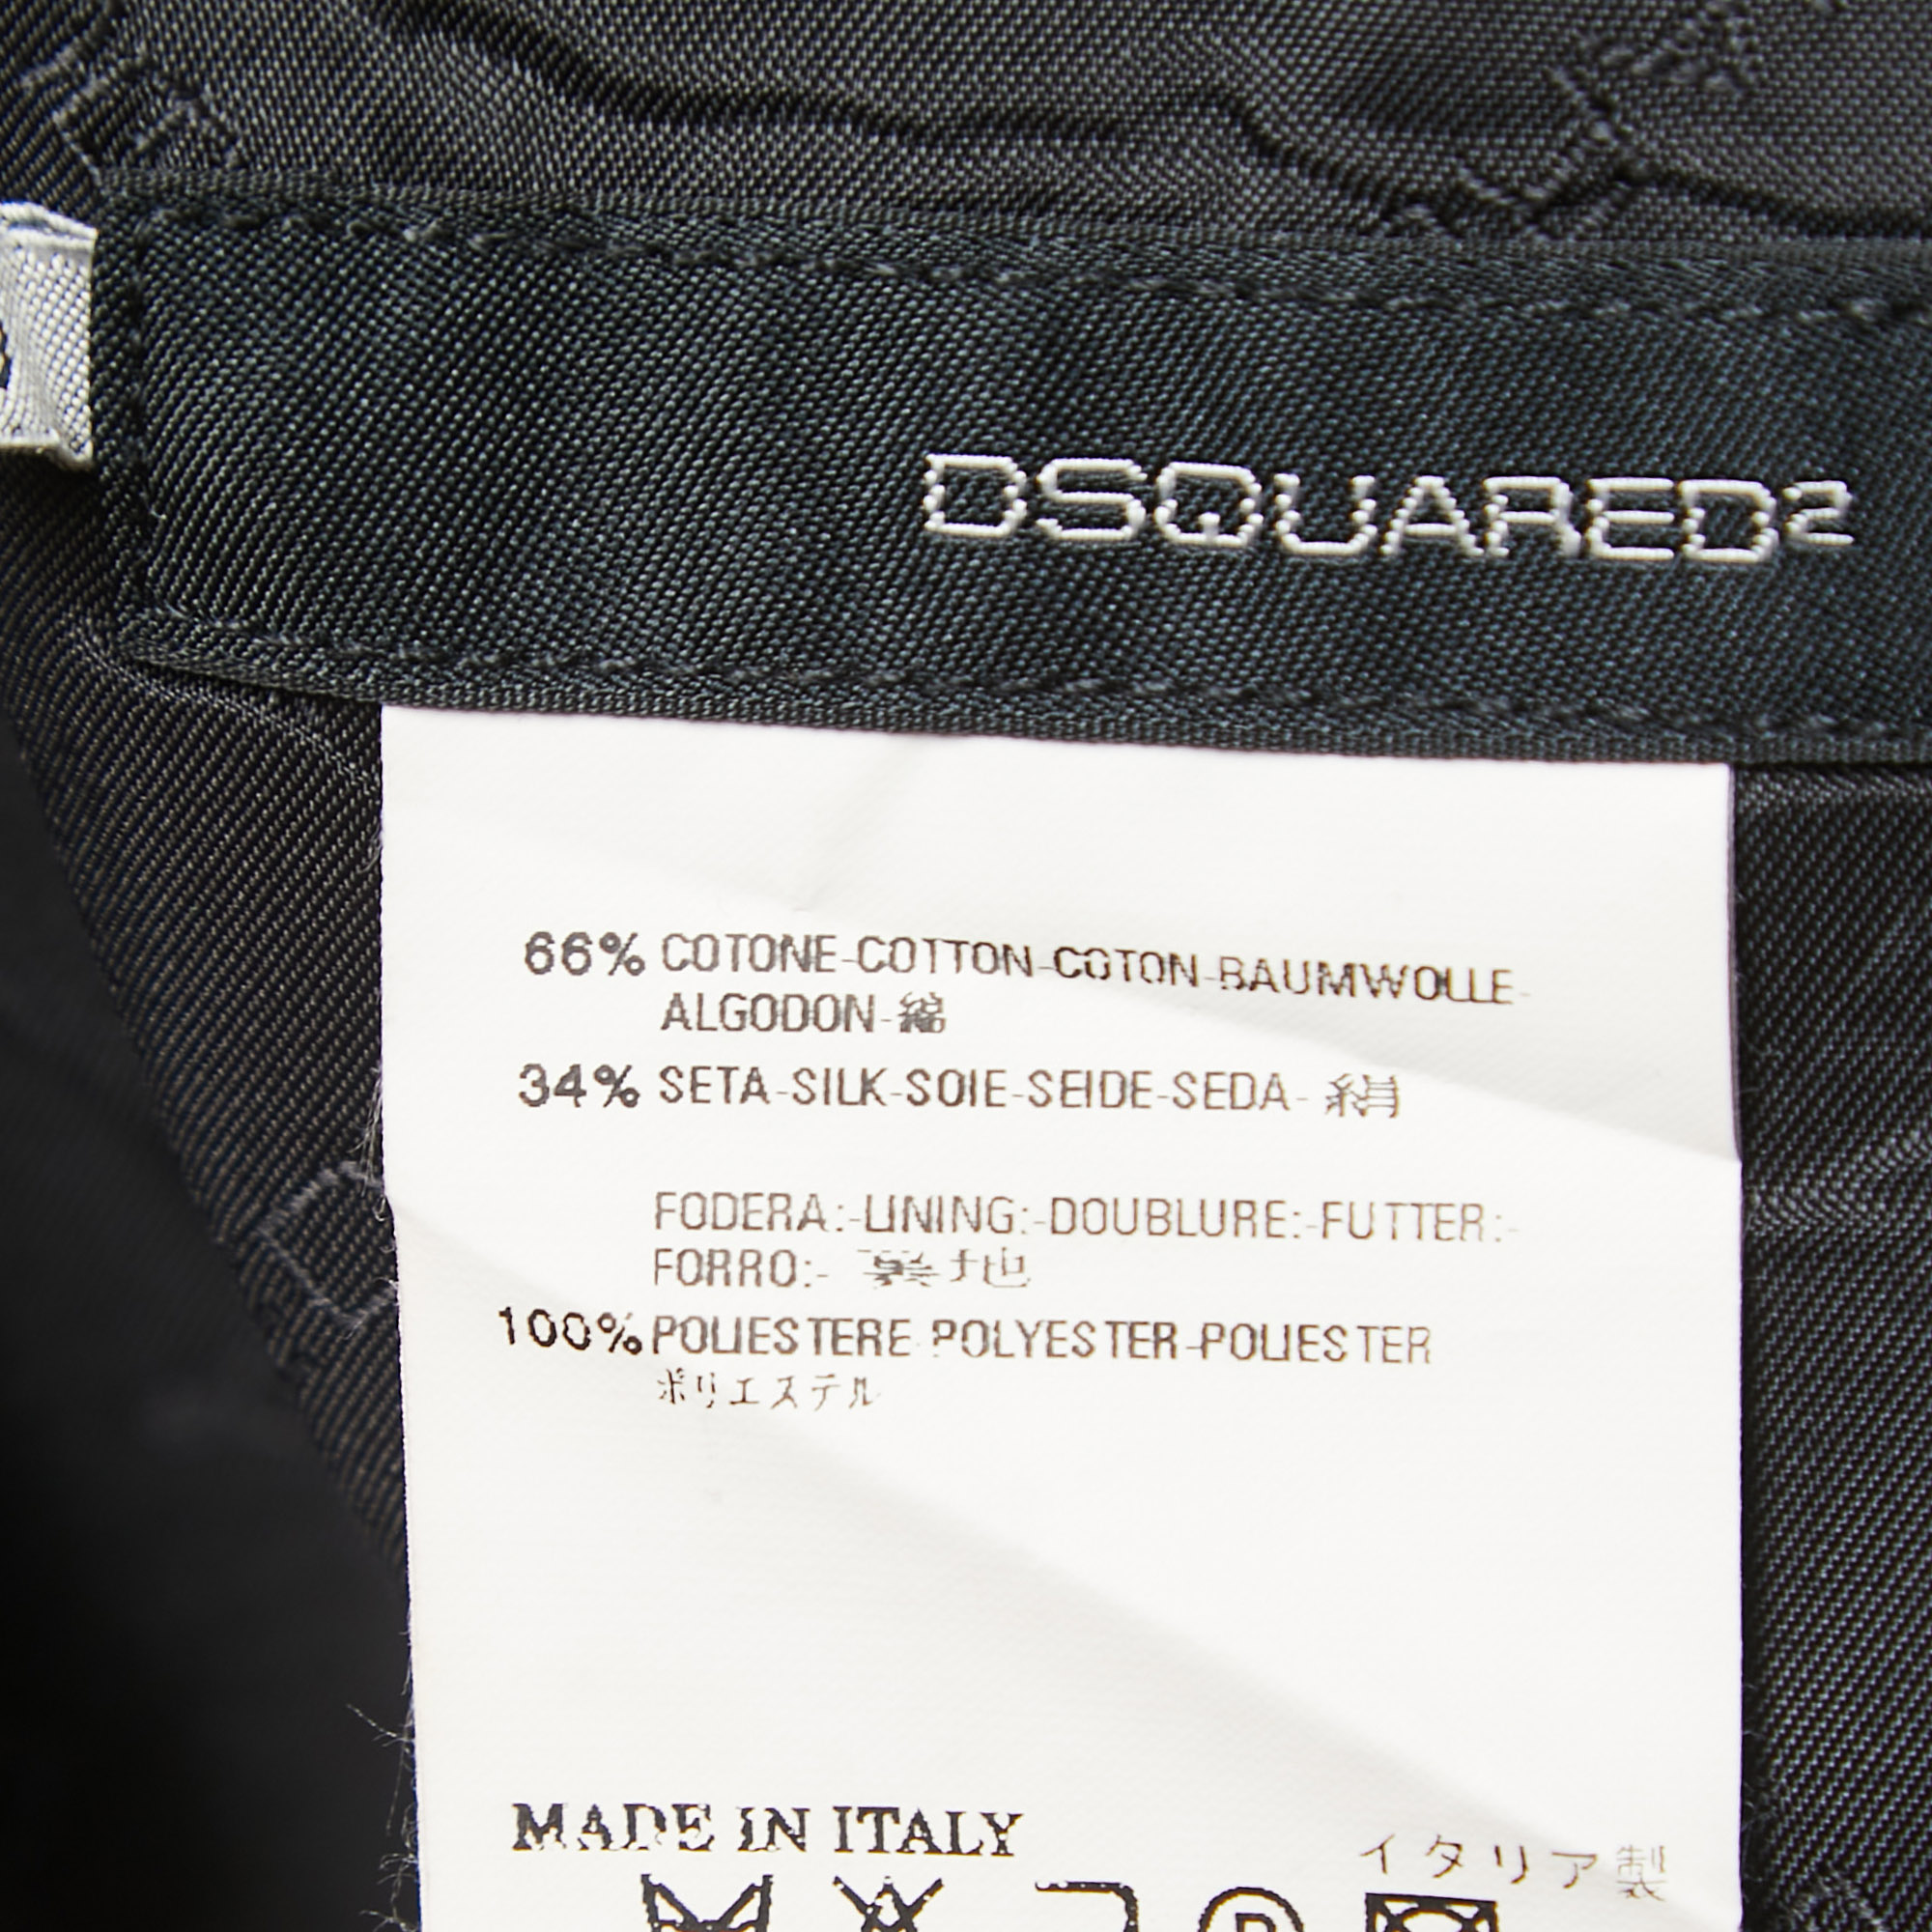 DSQUARED2
66% COTONE-COTTON-COTON-BAUMWOLLE-
ALGODON-綿
34% SETA-SILK-SOIE-SEIDE-SEDA-絹
FODERA:-LINING:-DOUBLURE:-FUTTER:-
FORRO:- 裏地
100% POLIESTERE-POLYESTER-POLIESTER
ポリエステル
MADE IN ITALY
イタリア製
P